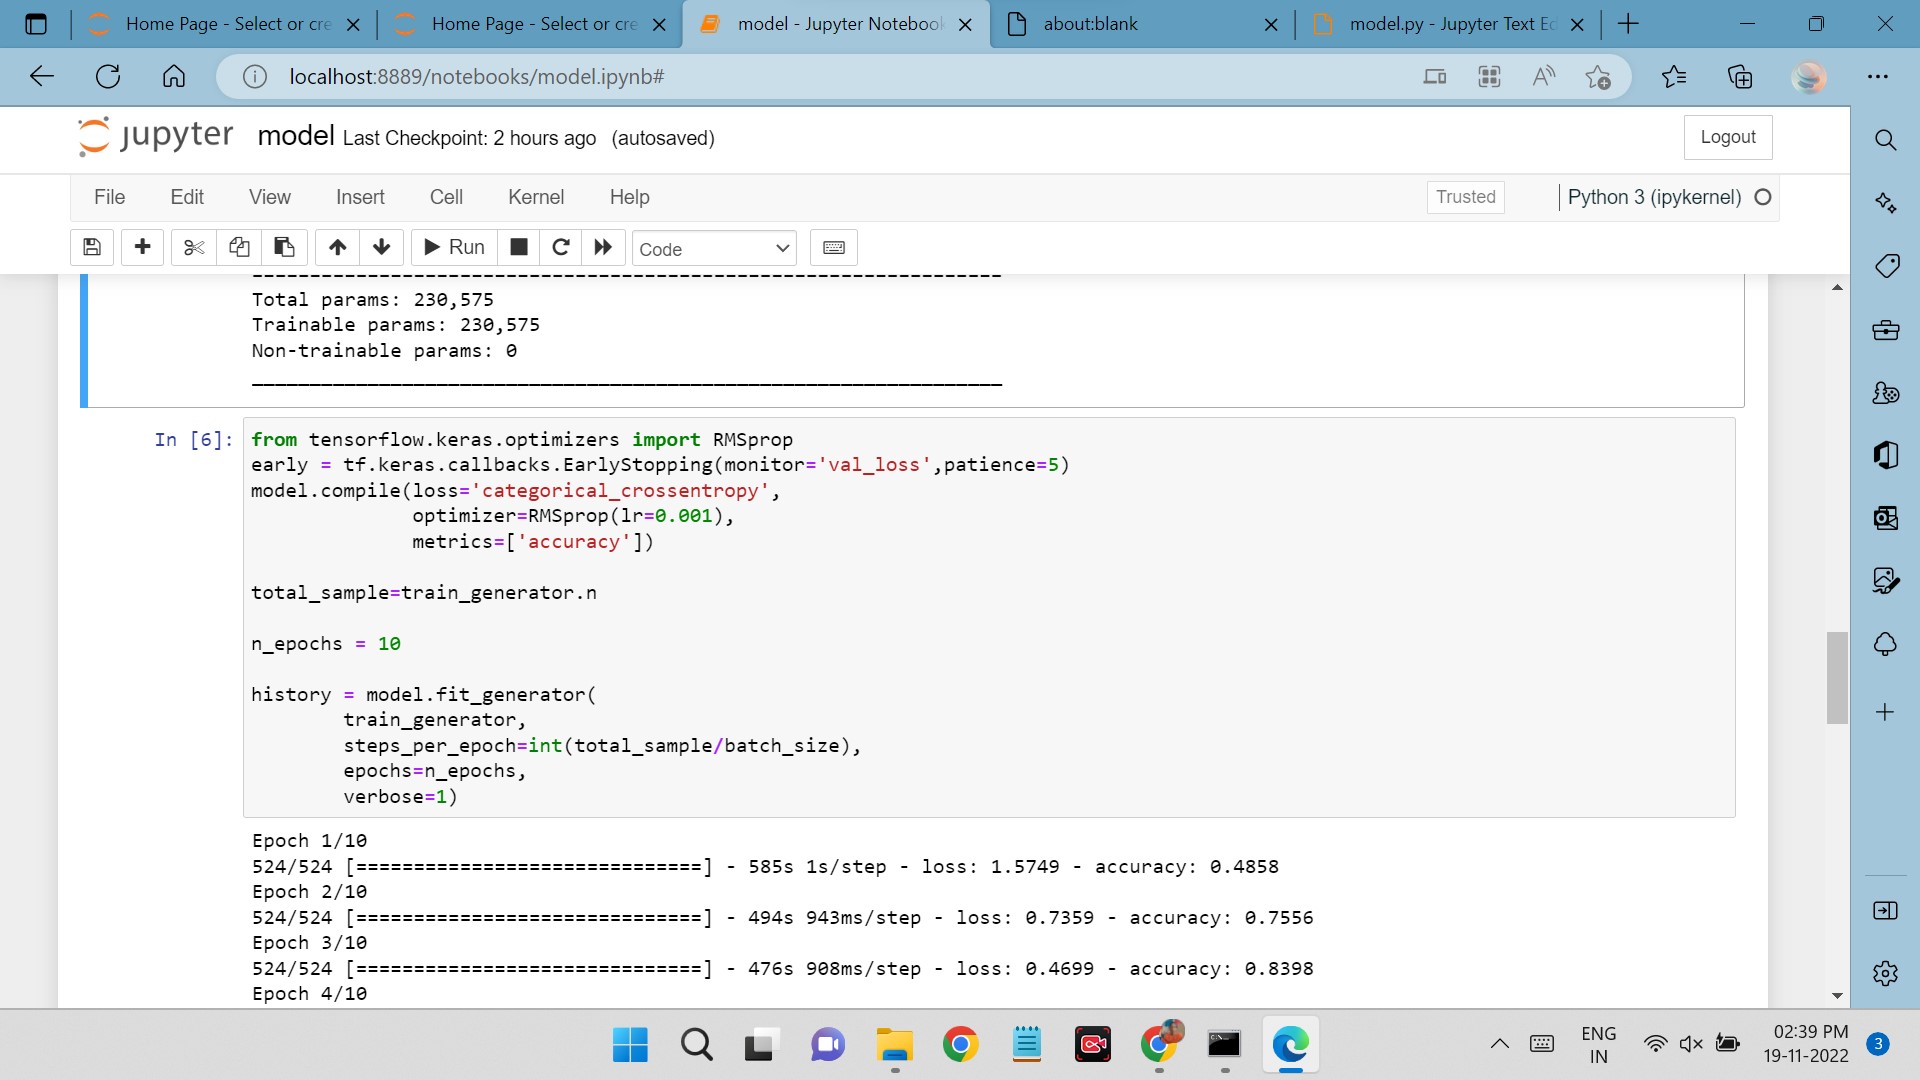 Home Page - Select or cre
Home Page - Select or cre
model - Jupyter Notebook
about:blank
model.py - Jupyter Text Ed
localhost:8889/notebooks/model.ipynb#
jupyter model Last Checkpoint: 2 hours ago (autosaved)
Logout
File Edit View Insert Cell Kernel Help
Trusted
Python 3 (ipykernel)
Run
Code
Total params: 230,575
Trainable params: 230,575
Non-trainable params: 0
In [6]:
from tensorflow.keras.optimizers import RMSprop
early = tf.keras.callbacks.EarlyStopping(monitor='val_loss',patience=5)
model.compile(loss='categorical_crossentropy',
              optimizer=RMSprop(lr=0.001),
              metrics=['accuracy'])
total_sample=train_generator.n
n_epochs = 10
history = model.fit_generator(
        train_generator,
        steps_per_epoch=int(total_sample/batch_size),
        epochs=n_epochs,
        verbose=1)
Epoch 1/10
524/524 [==============================] - 585s 1s/step - loss: 1.5749 - accuracy: 0.4858
Epoch 2/10
524/524 [==============================] - 494s 943ms/step - loss: 0.7359 - accuracy: 0.7556
Epoch 3/10
524/524 [==============================] - 476s 908ms/step - loss: 0.4699 - accuracy: 0.8398
Epoch 4/10
ENG
IN
02:39 PM
19-11-2022
3